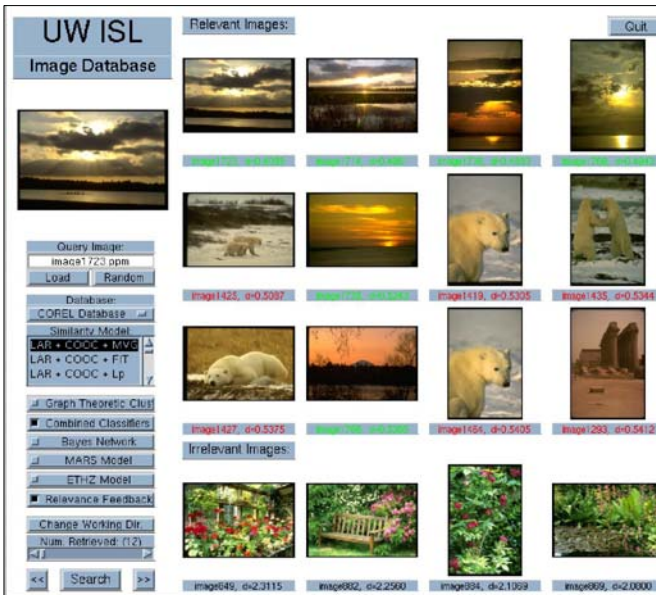 UW ISL
Image Database
Relevant Images:
Quit
Query Image:
image1723.ppm
Load Random
Database:
COREL Database
Similarity Model:
LAR + COOC + MVG
LAR + COOC + FIT
LAR + COOC + Lp
Graph Theoretic Clust
Combined Classifiers
Bayes Network
MARS Model
ETHZ Model
Relevance Feedback
Change Working Dir.
Num. Retrieved: (12)
<< Search >>
image1425, d=0.5087
image1419, d=0.5305
image1435, d=0.5344
image1427, d=0.5375
image1464, d=0.5405
image1293, d=0.5412
Irrelevant Images:
image849, d=2.3115
image882, d=2.2560
image884, d=2.1069
image869, d=2.0800